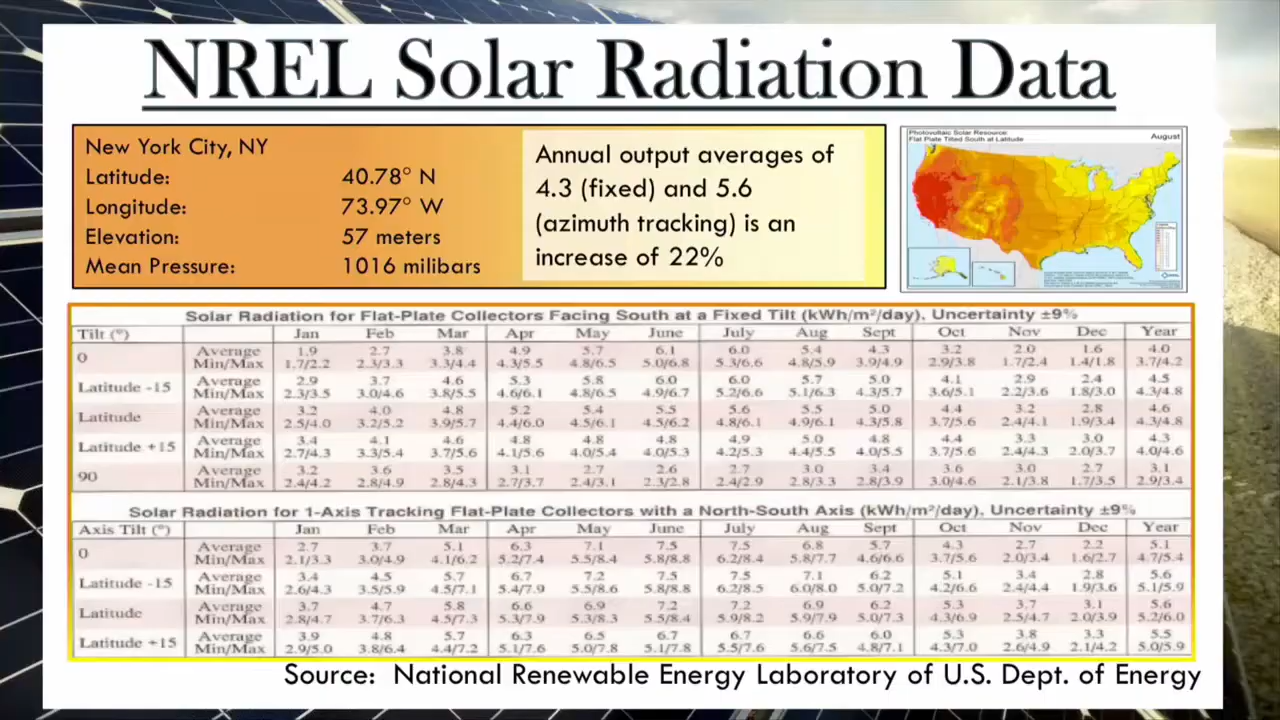 NREL Solar Radiation Data
New York City, NY
Latitude: 40.78° N
Longitude: 73.97° W
Elevation: 57 meters
Mean Pressure: 1016 milibars
Annual output averages of
4.3 (fixed) and 5.6
(azimuth tracking) is an
increase of 22%
Photovoltaic Solar Resource:
Flat Plate Tilted South at Latitude
August
Solar Radiation for Flat-Plate Collectors Facing South at a Fixed Tilt (kWh/m²/day), Uncertainty ±9%
Tilt (°) Jan Feb Mar Apr May June July Aug Sept Oct Nov Dec Year
0 Average 1.9 2.7 3.8 4.9 5.7 6.1 6.0 5.4 4.3 3.2 2.0 1.6 4.0
Min/Max 1.7/2.2 2.3/3.3 3.3/4.4 4.3/5.5 4.8/6.5 5.0/6.8 5.3/6.6 4.8/5.9 3.9/4.9 2.9/3.8 1.7/2.4 1.4/1.8 3.7/4.2
Latitude -15 Average 2.9 3.7 4.6 5.3 5.8 6.0 6.0 5.7 5.0 4.1 2.9 2.4 4.5
Min/Max 2.3/3.5 3.0/4.6 3.8/5.5 4.6/6.1 4.8/6.5 4.9/6.7 5.2/6.6 5.1/6.3 4.3/5.7 3.6/5.1 2.2/3.6 1.8/3.0 4.3/4.8
Latitude Average 3.2 4.0 4.8 5.2 5.4 5.5 5.6 5.5 5.0 4.4 3.2 2.8 4.6
Min/Max 2.5/4.0 3.2/5.2 3.9/5.7 4.4/6.0 4.5/6.1 4.5/6.2 4.8/6.1 4.9/6.1 4.3/5.8 3.7/5.6 2.4/4.1 1.9/3.4 4.3/4.8
Latitude +15 Average 3.4 4.1 4.6 4.8 4.8 4.8 4.9 5.0 4.8 4.4 3.3 3.0 4.3
Min/Max 2.7/4.3 3.3/5.4 3.7/5.6 4.1/5.6 4.0/5.4 4.0/5.3 4.2/5.3 4.4/5.5 4.0/5.5 3.7/5.6 2.4/4.3 2.0/3.7 4.0/4.6
90 Average 3.2 3.6 3.5 3.1 2.7 2.6 2.7 3.0 3.4 3.6 3.0 2.7 3.1
Min/Max 2.4/4.2 2.8/4.9 2.8/4.3 2.7/3.7 2.4/3.1 2.3/2.8 2.4/2.9 2.8/3.3 2.8/3.9 3.0/4.6 2.1/3.8 1.7/3.5 2.9/3.4
Solar Radiation for 1-Axis Tracking Flat-Plate Collectors with a North-South Axis (kWh/m²/day), Uncertainty ±9%
Axis Tilt (°) Jan Feb Mar Apr May June July Aug Sept Oct Nov Dec Year
0 Average 2.7 3.7 5.1 6.3 7.1 7.5 7.5 6.8 5.7 4.3 2.7 2.2 5.1
Min/Max 2.1/3.3 3.0/4.9 4.1/6.2 5.2/7.4 5.5/8.4 5.8/8.8 6.2/8.4 5.8/7.7 4.6/6.6 3.7/5.6 2.0/3.4 1.6/2.7 4.7/5.4
Latitude -15 Average 3.4 4.5 5.7 6.7 7.2 7.5 7.5 7.1 6.2 5.1 3.4 2.8 5.6
Min/Max 2.6/4.3 3.5/5.9 4.5/7.1 5.4/7.9 5.5/8.6 5.8/8.8 6.2/8.5 6.0/8.0 5.0/7.2 4.2/6.6 2.4/4.4 1.9/3.6 5.1/5.9
Latitude Average 3.7 4.7 5.8 6.6 6.9 7.2 7.2 6.9 6.2 5.3 3.7 3.1 5.6
Min/Max 2.8/4.7 3.7/6.3 4.5/7.3 5.3/7.9 5.3/8.3 5.5/8.4 5.9/8.2 5.9/7.9 5.0/7.3 4.3/6.9 2.5/4.7 2.0/3.9 5.2/6.0
Latitude +15 Average 3.9 4.8 5.7 6.3 6.5 6.7 6.7 6.6 6.0 5.3 3.8 3.3 5.5
Min/Max 2.9/5.0 3.8/6.4 4.4/7.2 5.1/7.6 5.0/7.8 5.1/7.8 5.5/7.6 5.6/7.5 4.8/7.1 4.3/7.0 2.6/4.9 2.1/4.2 5.0/5.9
Source: National Renewable Energy Laboratory of U.S. Dept. of Energy